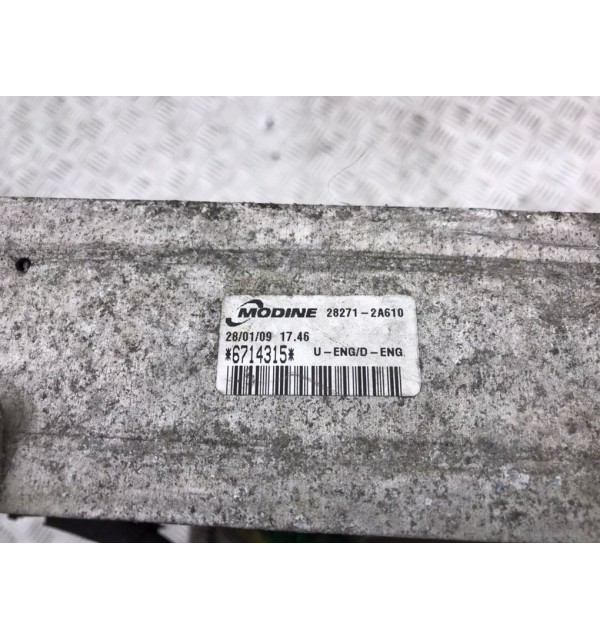 MODINE 28271-2A610
28/01/09 17.46
*6714315* U-ENG/D-ENG